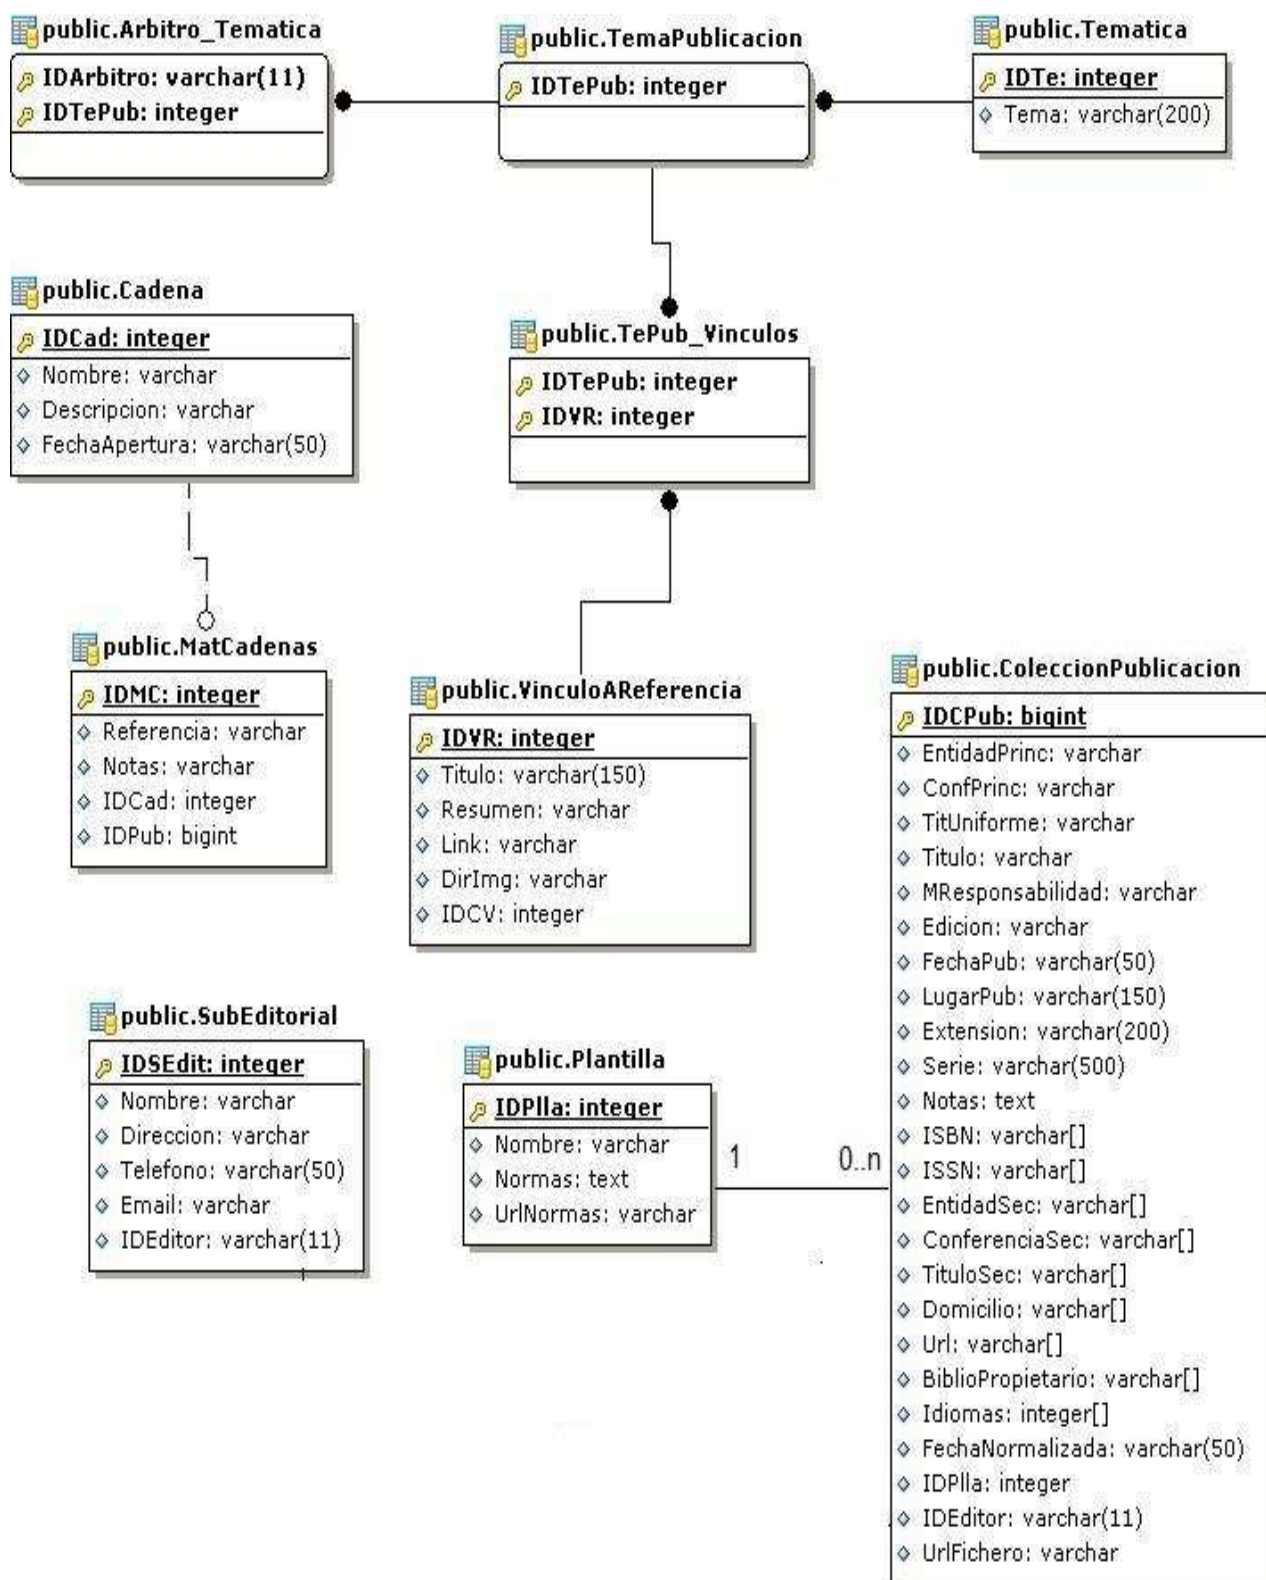 public.Arbitro_Tematica
IDArbitro: varchar(11)
IDTePub: integer
public.TemaPublicacion
IDTePub: integer
public.Tematica
IDTe: integer
Tema: varchar(200)
public.Cadena
IDCad: integer
Nombre: varchar
Descripcion: varchar
FechaApertura: varchar(50)
public.TePub_Vinculos
IDTePub: integer
IDVR: integer
public.MatCadenas
IDMC: integer
Referencia: varchar
Notas: varchar
IDCad: integer
IDPub: bigint
public.VinculoAReferencia
IDVR: integer
Titulo: varchar(150)
Resumen: varchar
Link: varchar
DirImg: varchar
IDCV: integer
public.ColeccionPublicacion
IDCPub: bigint
EntidadPrinc: varchar
ConfPrinc: varchar
TitUniforme: varchar
Titulo: varchar
MResponsabilidad: varchar
Edicion: varchar
FechaPub: varchar(50)
LugarPub: varchar(150)
Extension: varchar(200)
Serie: varchar(500)
Notas: text
ISBN: varchar[]
ISSN: varchar[]
EntidadSec: varchar[]
ConferenciaSec: varchar[]
TituloSec: varchar[]
Domicilio: varchar[]
Url: varchar[]
BiblioPropietario: varchar[]
Idiomas: integer[]
FechaNormalizada: varchar(50)
IDPlla: integer
IDEditor: varchar(11)
UrlFichero: varchar
public.SubEditorial
IDSEdit: integer
Nombre: varchar
Direccion: varchar
Telefono: varchar(50)
Email: varchar
IDEditor: varchar(11)
public.Plantilla
IDPlla: integer
Nombre: varchar
Normas: text
UrlNormas: varchar
1
0..n